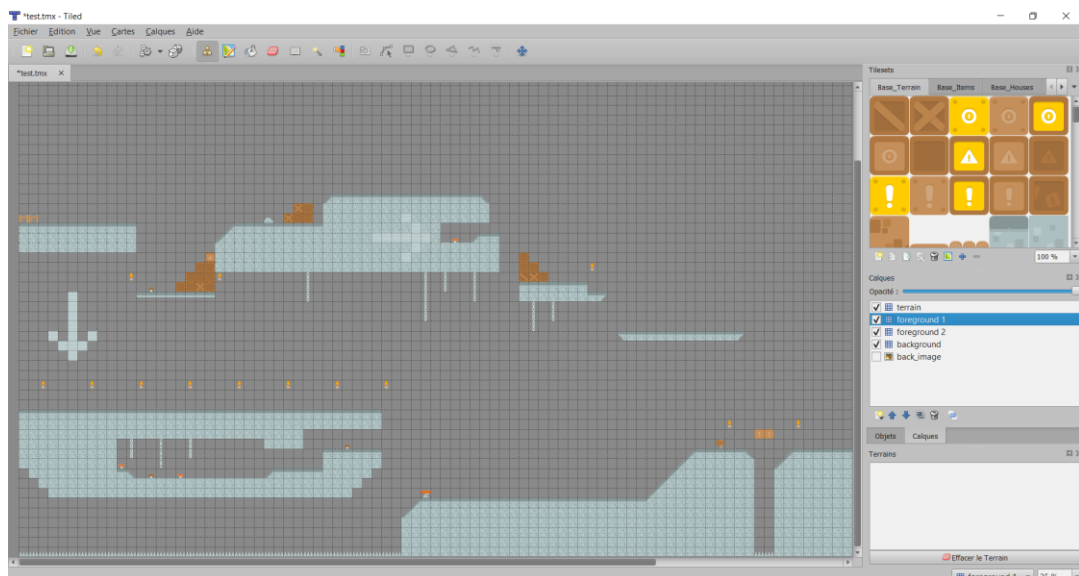 *test.tmx - Tiled
Fichier Edition Vue Cartes Calques Aide
*test.tmx
Tilesets
Base_Terrain Base_Items Base_Houses
100 %
Calques
Opacité :
terrain
foreground 1
foreground 2
background
back_image
Objets Calques
Terrains
Effacer le Terrain